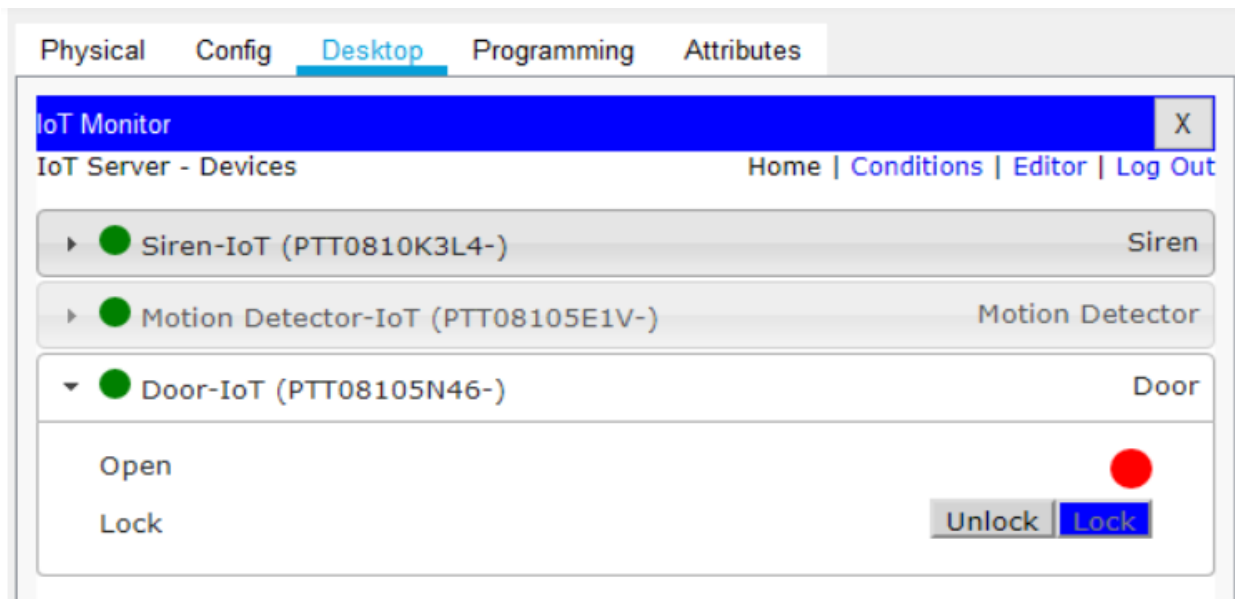 Physical Config Desktop Programming Attributes
IoT Monitor X
IoT Server - Devices Home | Conditions | Editor | Log Out
Siren-IoT (PTT0810K3L4-) Siren
Motion Detector-IoT (PTT08105E1V-) Motion Detector
Door-IoT (PTT08105N46-) Door
Open
Lock Unlock Lock